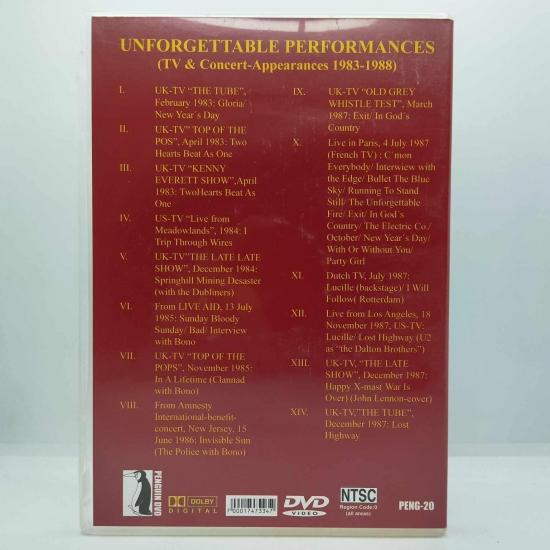 UNFORGETTABLE PERFORMANCES
(TV & Concert-Appearances 1983-1988)
I. UK-TV "THE TUBE",
February 1983: Gloria/
New Year´s Day
II. UK-TV" TOP OF THE
POS", April 1983: Two
Hearts Beat As One
III. UK-TV "KENNY
EVERETT SHOW",April
1983: TwoHearts Beat As
One
IV. US-TV "Live from
Meadowlands", 1984: I
Trip Through Wires
V. UK-TV"THE LATE LATE
SHOW", December 1984:
Springhill Mining Desaster
(with the Dubliners)
VI. From LIVE AID, 13 July
1985: Sunday Bloody
Sunday/ Bad/ Interview
with Bono
VII. UK-TV "TOP OF THE
POPS", November 1985:
In A Lifetime (Clannad
with Bono)
VIII. From Amnesty
International-benefit-
concert, New Jersey, 15
June 1986: Invisible Sun
(The Police with Bono)
IX. UK-TV "OLD GREY
WHISTLE TEST", March
1987: Exit/ In God´s
Country
X. Live in Paris, 4 July 1987
(French TV) : C´mon
Everybody/ Interwiew with
the Edge/ Bullet The Blue
Sky/ Running To Stand
Still/ The Unforgettable
Fire/ Exit/ In God´s
Country/ The Electric Co./
October/ New Year´s Day/
With Or Without You/
Party Girl
XI. Dutch TV, July 1987:
Lucille (backstage)/ I Will
Follow( Rotterdam)
XII. Live from Los Angeles, 18
November 1987, US-TV:
Lucille/ Lost Highway (U2
as "the Dalton Brothers")
XIII. UK-TV, "THE LATE
SHOW", December 1987:
Happy X-mast War Is
Over) (John Lennon-cover)
XIV. UK-TV,"THE TUBE",
December 1987: Lost
Highway
PENGUIN DVD
DOLBY
DIGITAL
700017473347
DVD
VIDEO
NTSC
Region Code:0
(all areas)
PENG-20